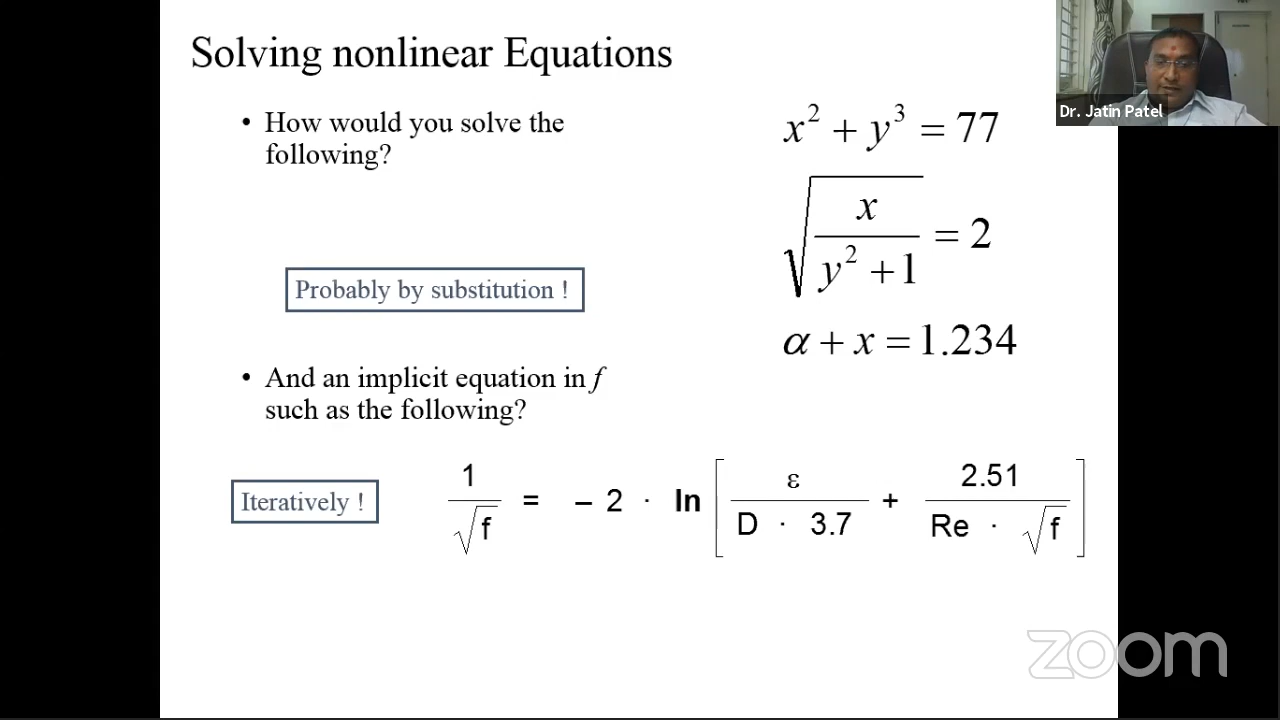 Solving nonlinear Equations
Dr. Jatin Patel
• How would you solve the
following?
x² + y³ = 77
√(x / (y² + 1)) = 2
Probably by substitution !
α + x = 1.234
• And an implicit equation in f
such as the following?
Iteratively !
1 / √f = – 2 · ln [ ε / (D · 3.7) + 2.51 / (Re · √f) ]
zoom